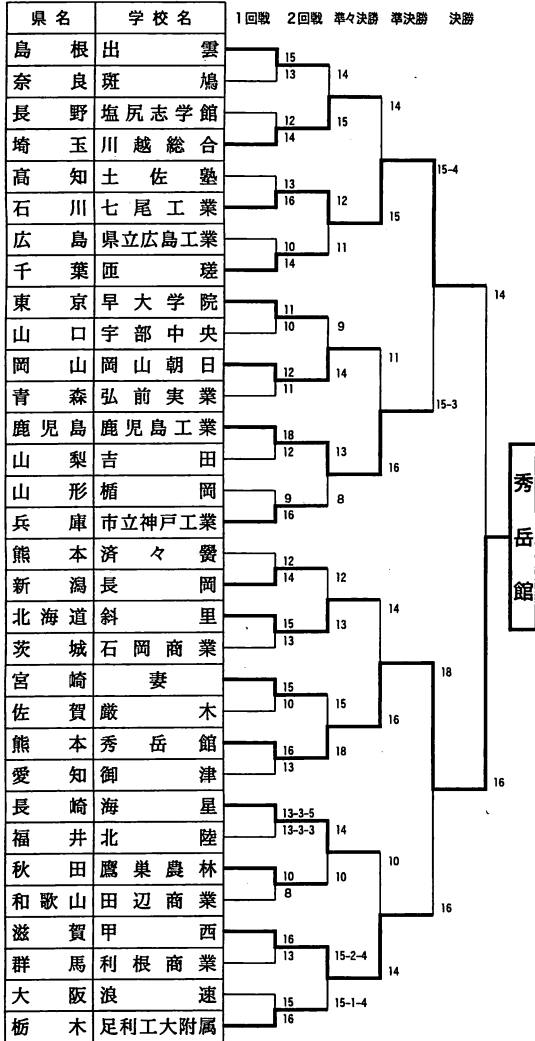 県名 学校名 1回戦 2回戦 準々決勝 準決勝 決勝
島根 出雲
15
奈良 斑鳩
13
14
長野 塩尻志学館
12
15
14
埼玉 川越総合
14
高知 土佐塾
13
15-4
石川 七尾工業
16
12
15
広島 県立広島工業
10
11
千葉 匝瑳
14
14
東京 早大学院
11
山口 宇部中央
10
9
岡山 岡山朝日
12
14
11
青森 弘前実業
11
15-3
鹿児島 鹿児島工業
18
山梨 吉田
12
13
16
山形 楯岡
9
8
兵庫 市立神戸工業
16
秀岳館
熊本 済々黌
12
新潟 長岡
14
12
北海道 斜里
15
13
14
茨城 石岡商業
13
宮崎 妻
15
18
佐賀 厳木
10
15
16
熊本 秀岳館
16
18
愛知 御津
13
16
長崎 海星
13-3-5
福井 北陸
13-3-3
14
秋田 鷹巣農林
10
10
10
和歌山 田辺商業
8
16
滋賀 甲西
16
群馬 利根商業
13
15-2-4
14
大阪 浪速
15
15-1-4
栃木 足利工大附属
16